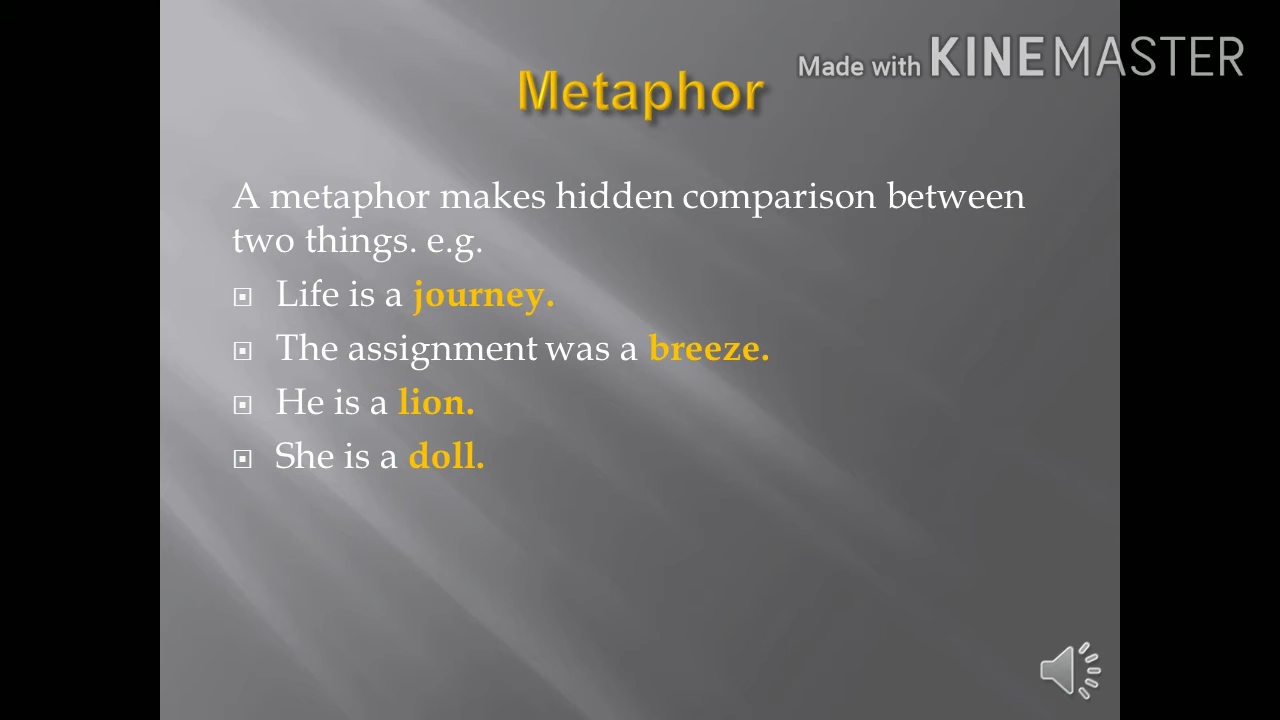 Made with KINEMASTER
Metaphor
A metaphor makes hidden comparison between
two things. e.g.
Life is a journey.
The assignment was a breeze.
He is a lion.
She is a doll.